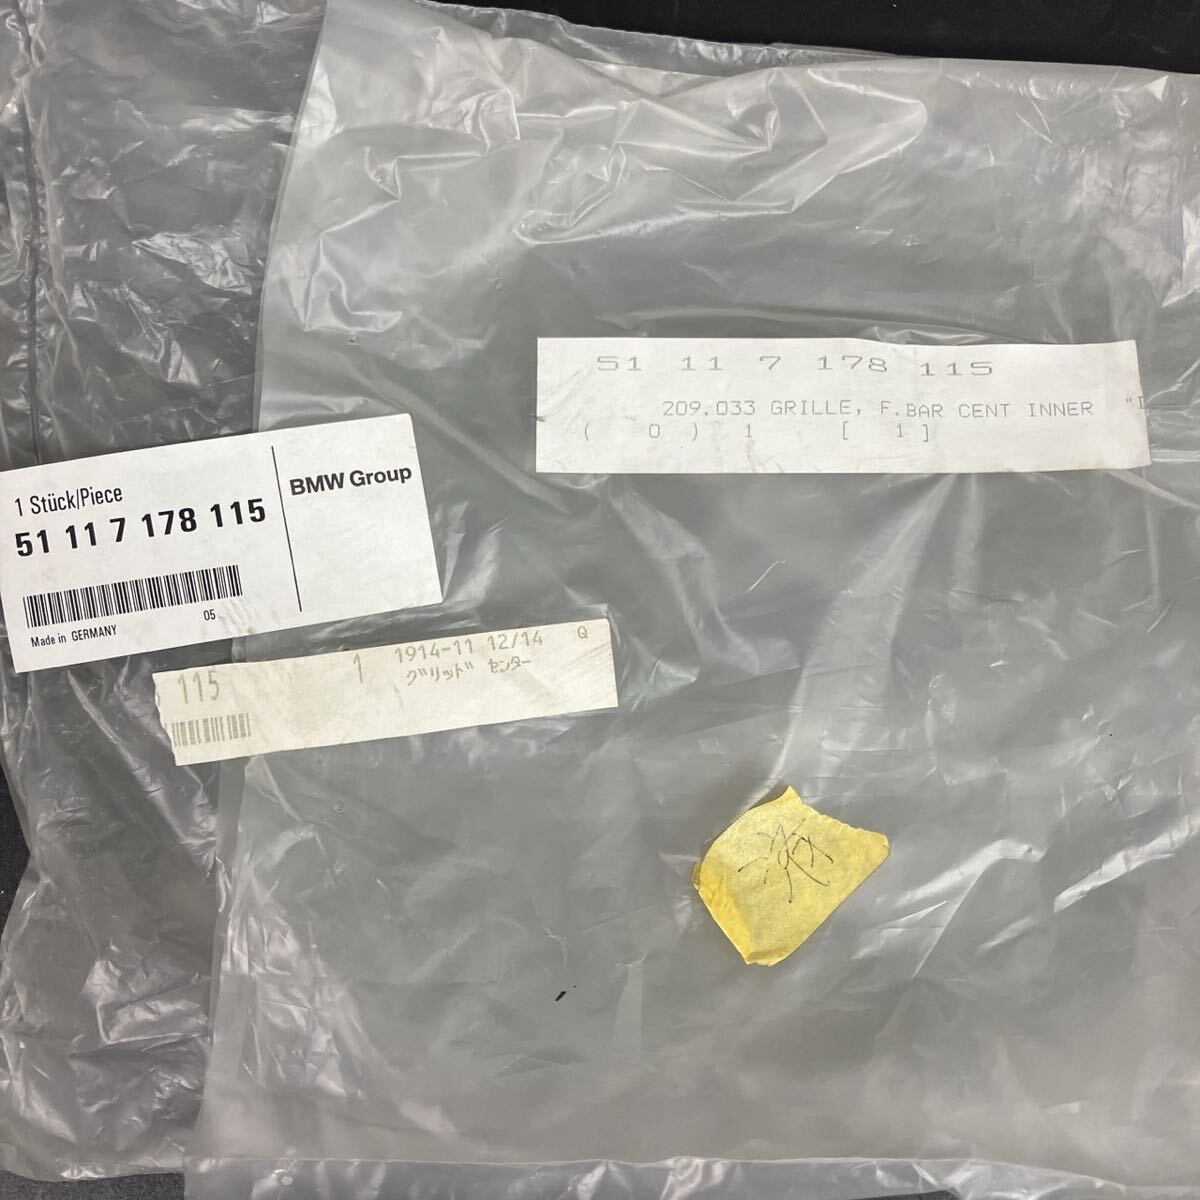 51 11 7 178 115
209.033 GRILLE, F.BAR CENT INNER
( 0 ) 1 [ 1 ]
1 Stück/Piece
BMW Group
51 11 7 178 115
Made in GERMANY 05
115 1 1914-11 12/14 Q
グリッド センター
済